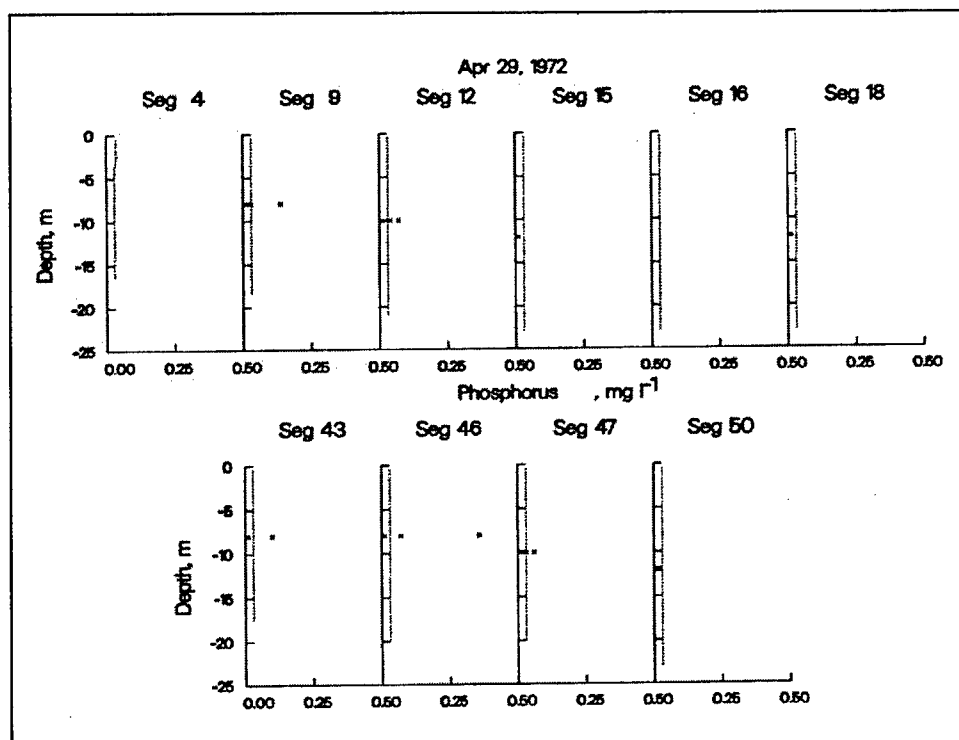 Apr 29, 1972
Seg 4 Seg 9 Seg 12 Seg 15 Seg 16 Seg 18
0
-5
-10
-15
-20
-25
Depth, m
0.00 0.25 0.50 0.25 0.50 0.25 0.50 0.25 0.50 0.25 0.50 0.25 0.50
Phosphorus , mg l⁻¹
Seg 43 Seg 46 Seg 47 Seg 50
0
-5
-10
-15
-20
-25
Depth, m
0.00 0.25 0.50 0.25 0.50 0.25 0.50 0.25 0.50